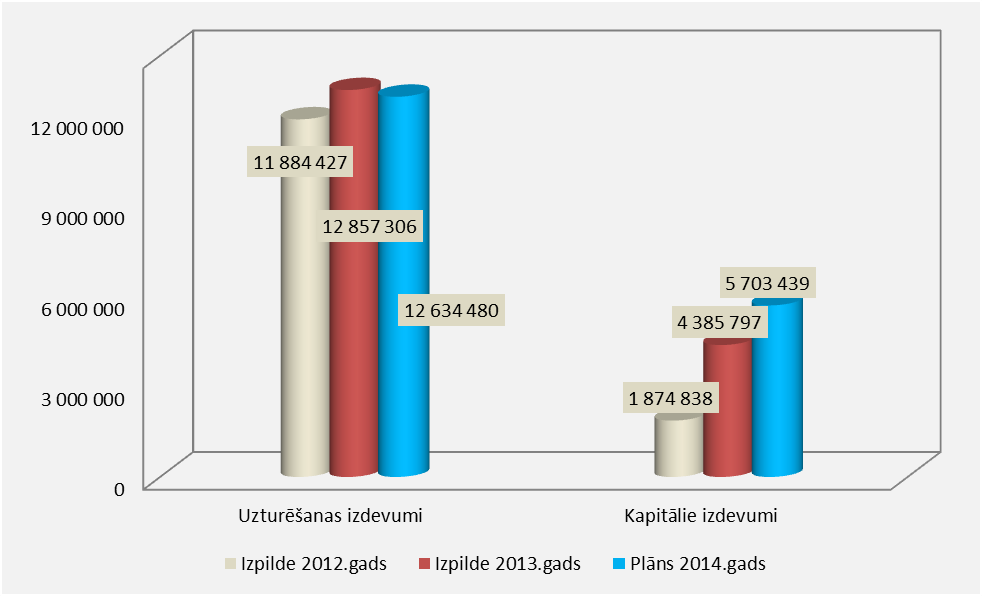 12 000 000
9 000 000
6 000 000
3 000 000
0
11 884 427
12 857 306
12 634 480
1 874 838
4 385 797
5 703 439
Uzturēšanas izdevumi
Kapitālie izdevumi
Izpilde 2012.gads Izpilde 2013.gads Plāns 2014.gads